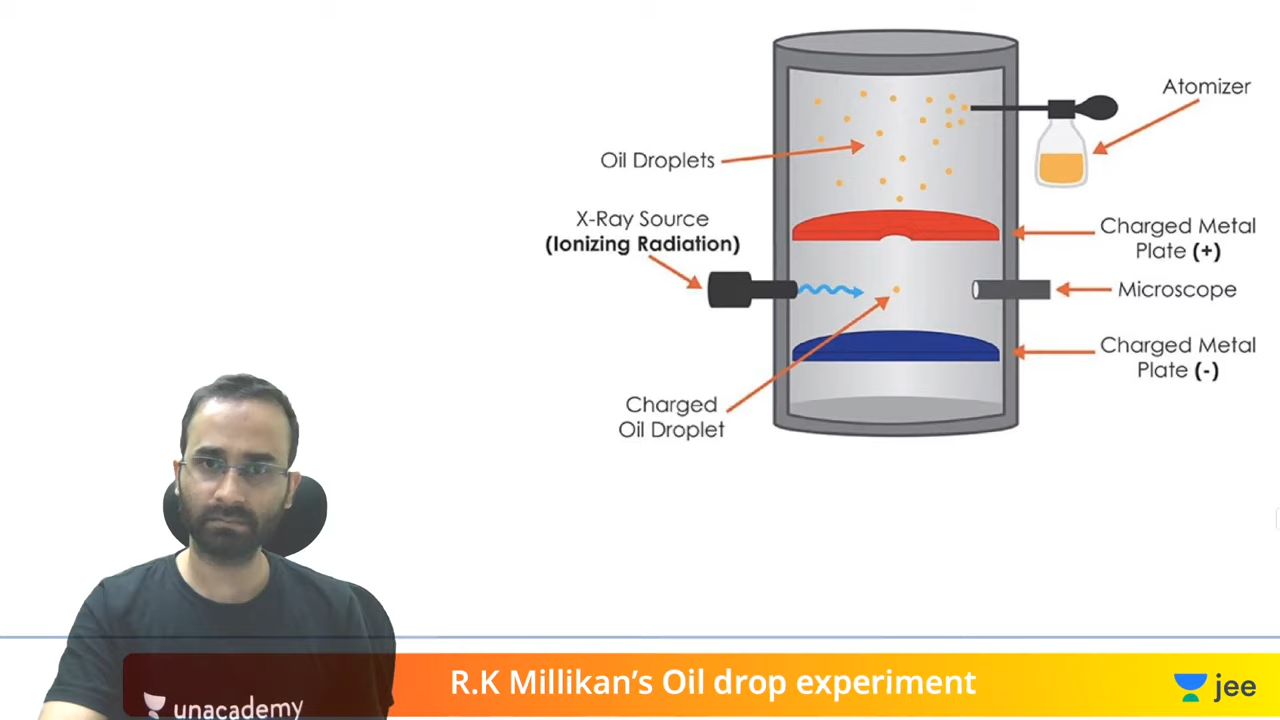 Atomizer
Oil Droplets
X-Ray Source
(Ionizing Radiation)
Charged Metal
Plate (+)
Microscope
Charged Metal
Plate (-)
Charged
Oil Droplet
R.K Millikan’s Oil drop experiment
unacademy
jee